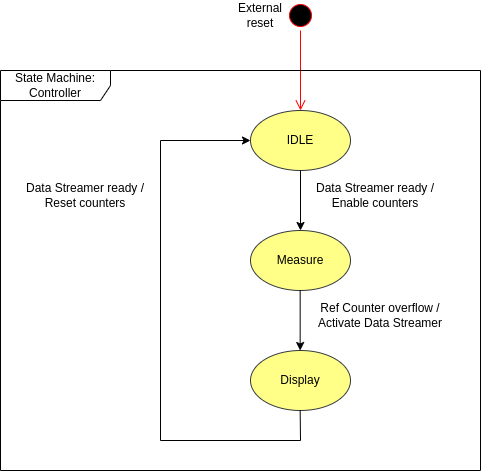 External
reset
State Machine:
Controller
IDLE
Data Streamer ready /
Reset counters
Data Streamer ready /
Enable counters
Measure
Ref Counter overflow /
Activate Data Streamer
Display